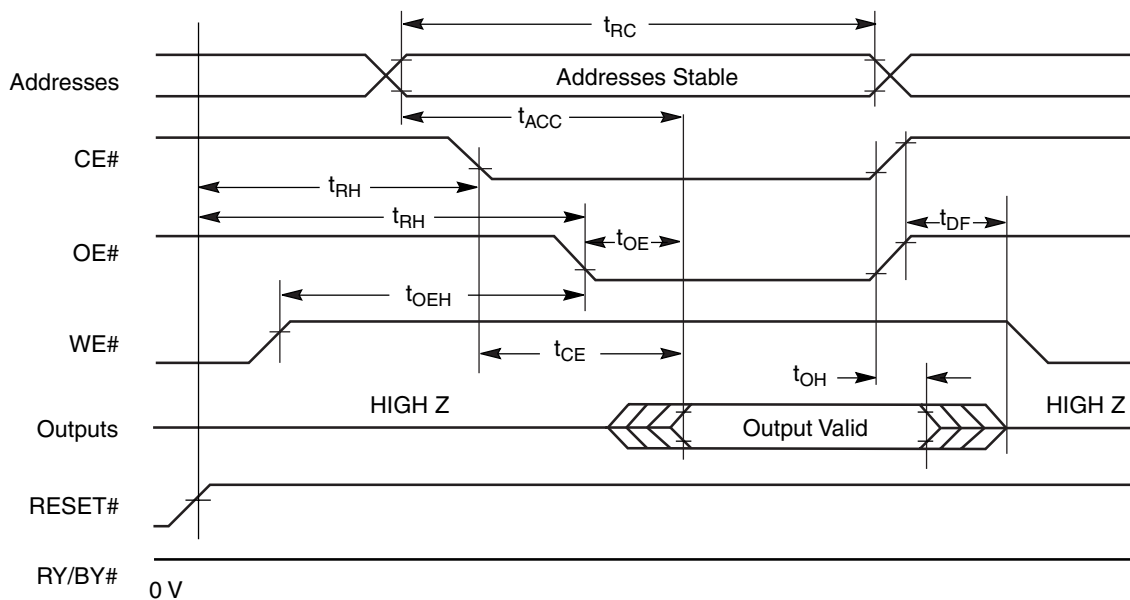 tRC
Addresses
Addresses Stable
tACC
CE#
tRH
tRH
tOE
tDF
OE#
tOEH
WE#
tCE
tOH
HIGH Z
HIGH Z
Outputs
Output Valid
RESET#
RY/BY#
0 V